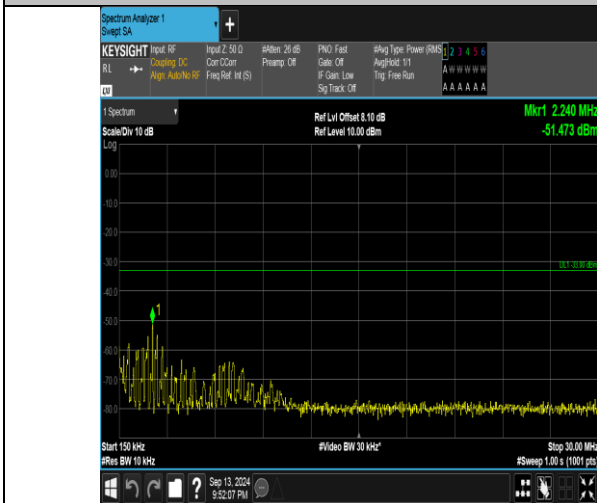 Spectrum Analyzer 1
Swept SA
+
KEYSIGHT
RL
Input: RF
Coupling: DC
Align: Auto/No RF
Input Z: 50 Ω
Corr CCorr
Freq Ref: Int (S)
#Atten: 26 dB
Preamp: Off
PNO: Fast
Gate: Off
IF Gain: Low
Sig Track: Off
#Avg Type: Power (RMS
Avg|Hold: 1/1
Trig: Free Run
1 2 3 4 5 6
A W W W W W
A A A A A A
1 Spectrum
Scale/Div 10 dB
Log
Ref Lvl Offset 8.10 dB
Ref Level 10.00 dBm
Mkr1 2.240 MHz
-51.473 dBm
0.00
-10.0
-20.0
-30.0
DL1 -33.00 dBm
-40.0
1
-50.0
-60.0
-70.0
-80.0
Start 150 kHz
#Video BW 30 kHz*
Stop 30.00 MHz
#Res BW 10 kHz
#Sweep 1.00 s (1001 pts)
?
Sep 13, 2024
9:52:07 PM